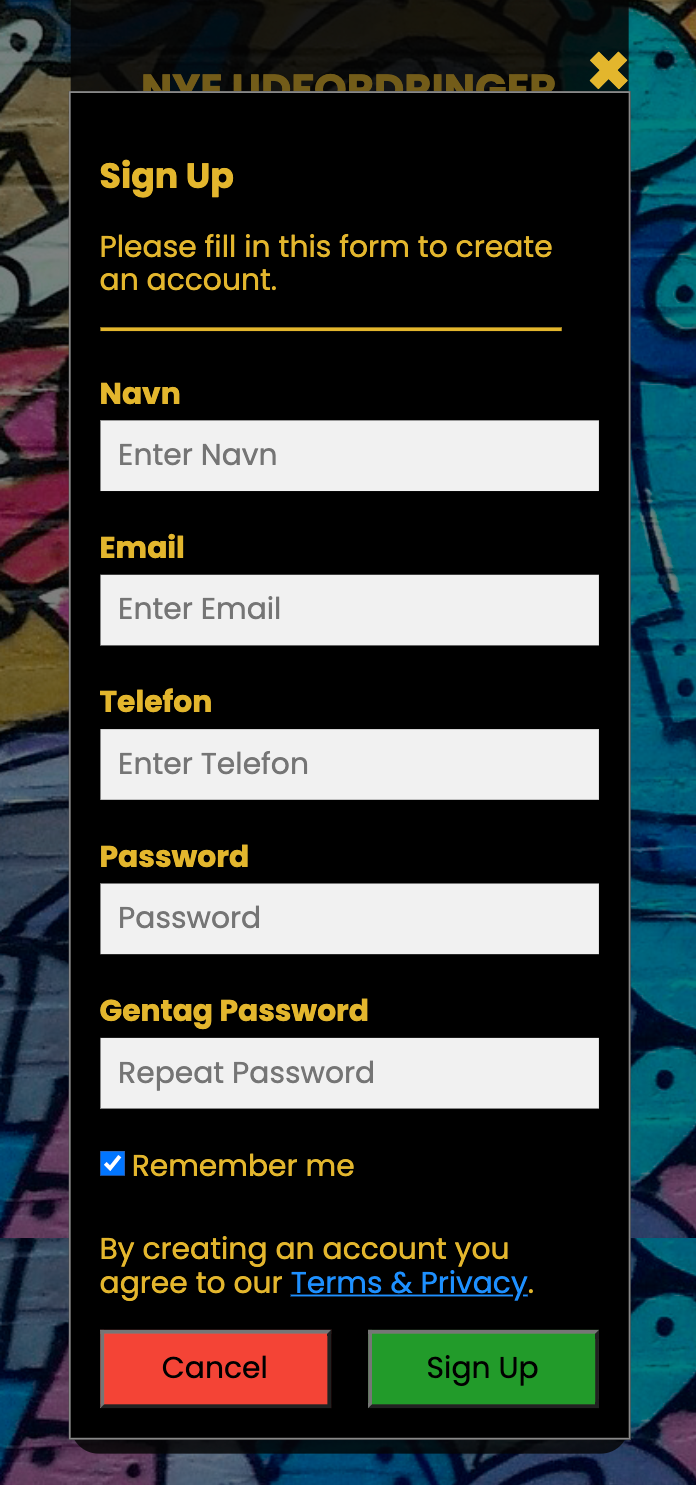 NYE UDFORDRINGER
✖
Sign Up
Please fill in this form to create
an account.
Navn
Enter Navn
Email
Enter Email
Telefon
Enter Telefon
Password
Password
Gentag Password
Repeat Password
Remember me
By creating an account you
agree to our Terms & Privacy.
Cancel
Sign Up